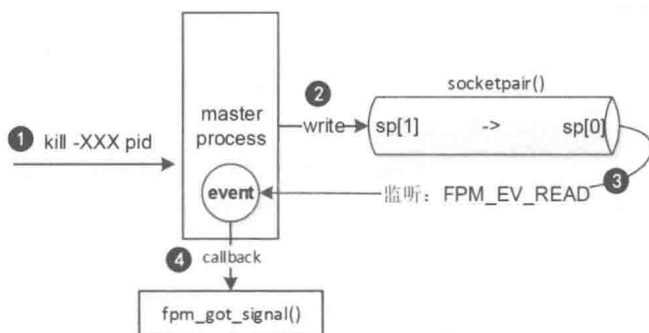 socketpair()
2
master
process
write
sp[1]
->
sp[0]
1
kill -XXX pid
event
监听：FPM_EV_READ
3
4
callback
fpm_got_signal()